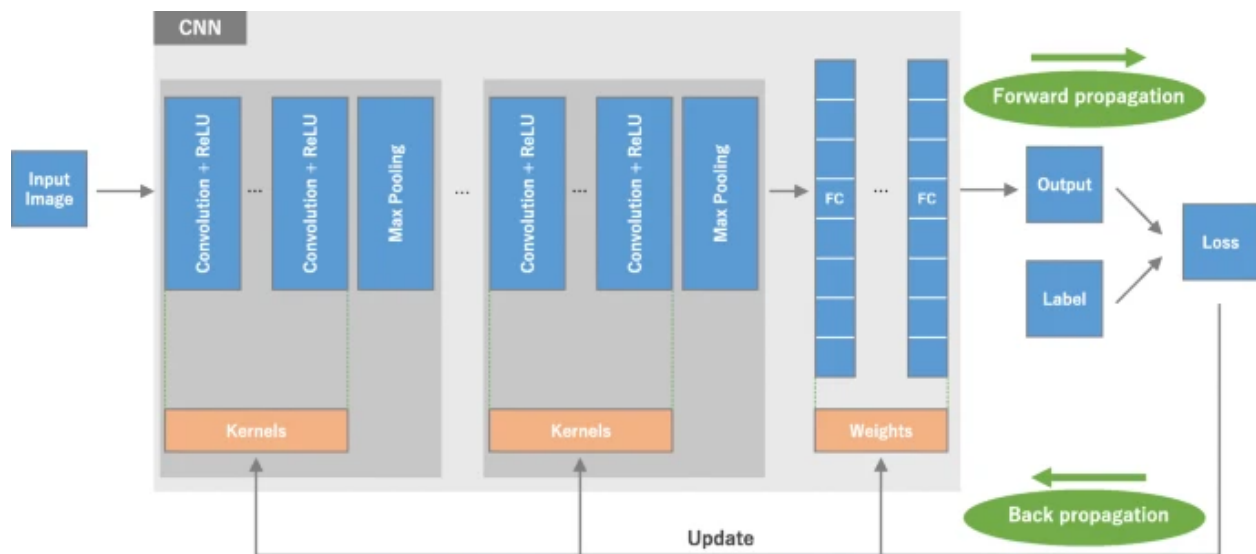 CNN
Forward propagation
Input
Image
Convolution + ReLU
...
Convolution + ReLU
Max Pooling
...
Convolution + ReLU
...
Convolution + ReLU
Max Pooling
FC
...
FC
Output
Label
Loss
Kernels
Kernels
Weights
Back propagation
Update